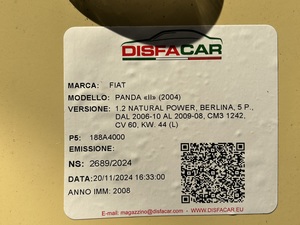 DISFACAR
MARCA: FIAT
MODELLO: PANDA «II» (2004)
VERSIONE: 1.2 NATURAL POWER, BERLINA, 5 P.,
DAL 2006-10 AL 2009-08, CM3 1242,
CV 60, KW. 44 (L)
P5: 188A4000
EMISSIONE:
NS: 2689/2024
DATA:20/11/2024 16:33:00
ANNO IMM: 2008
E-mail: magazzino@disfacar.eu WWW.DISFACAR.EU